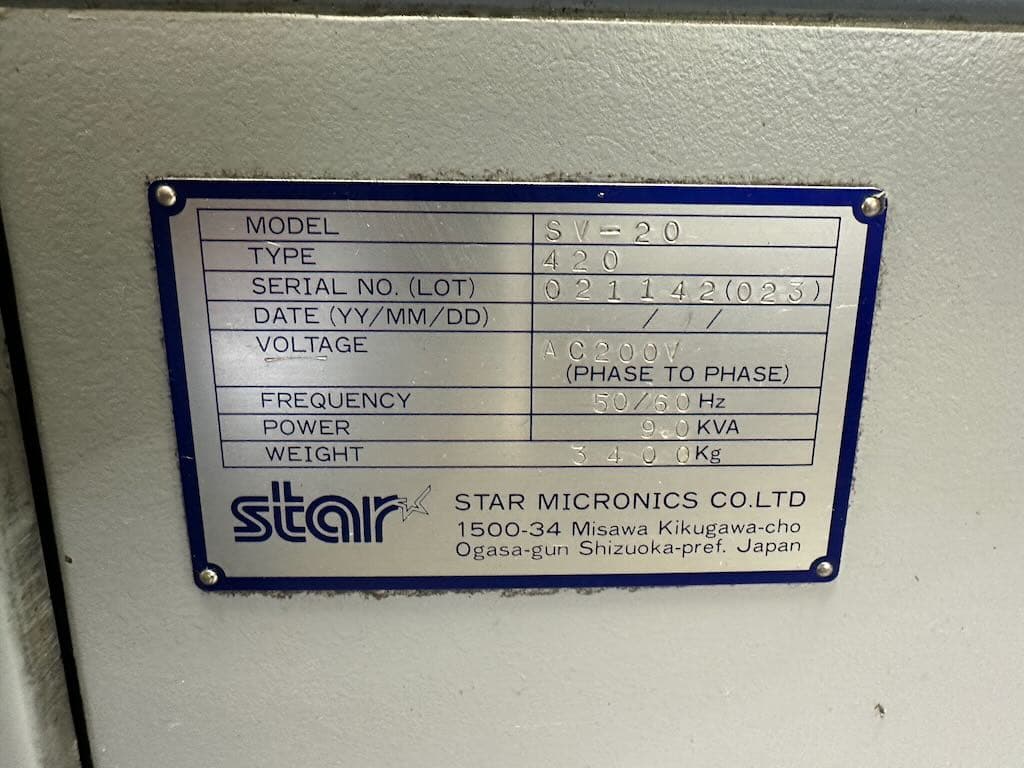 MODEL SV-20
TYPE 420
SERIAL NO. (LOT) 021142(023)
DATE (YY/MM/DD) / /
VOLTAGE AC200V
(PHASE TO PHASE)
FREQUENCY 50/60 Hz
POWER 9.0 KVA
WEIGHT 3400 Kg
star STAR MICRONICS CO.LTD
1500-34 Misawa Kikugawa-cho
Ogasa-gun Shizuoka-pref. Japan